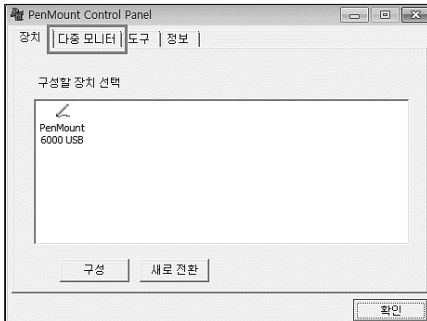 PenMount Control Panel
장치 다중 모니터 도구 정보
구성할 장치 선택
PenMount
6000 USB
구성 새로 전환
확인